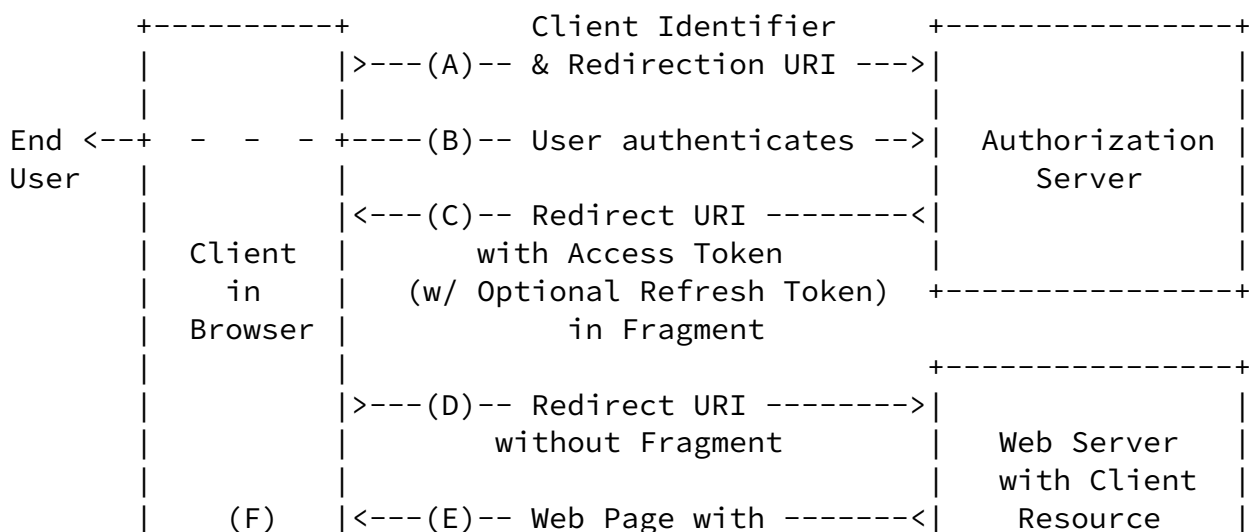 +----------+          Client Identifier     +----------------+
     |          |>---(A)-- & Redirection URI --->|                |
     |          |                                |                |
End <--+  -  -  - +----(B)-- User authenticates -->|  Authorization |
User |          |                                |     Server     |
     |          |<---(C)-- Redirect URI --------<|                |
     |  Client  |       with Access Token        |                |
     |    in    |   (w/ Optional Refresh Token)  +----------------+
     |  Browser |            in Fragment
     |          |                                +----------------+
     |          |>---(D)-- Redirect URI -------->|                |
     |          |        without Fragment        |   Web Server   |
     |          |                                |   with Client  |
     |    (F)   |<---(E)-- Web Page with -------<|    Resource    |